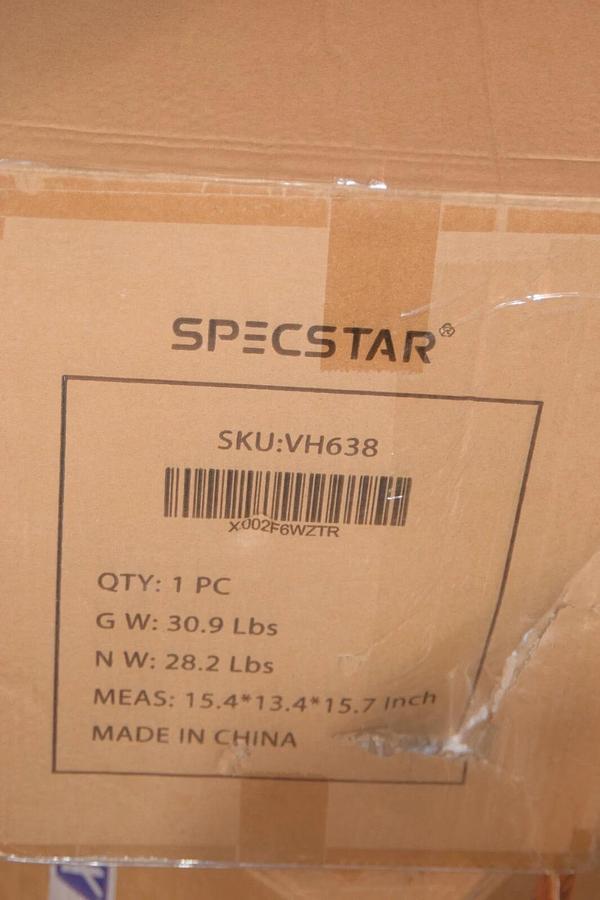 SPECSTAR®
SKU:VH638
X002F6WZTR
QTY: 1 PC
G W: 30.9 Lbs
N W: 28.2 Lbs
MEAS: 15.4*13.4*15.7 Inch
MADE IN CHINA